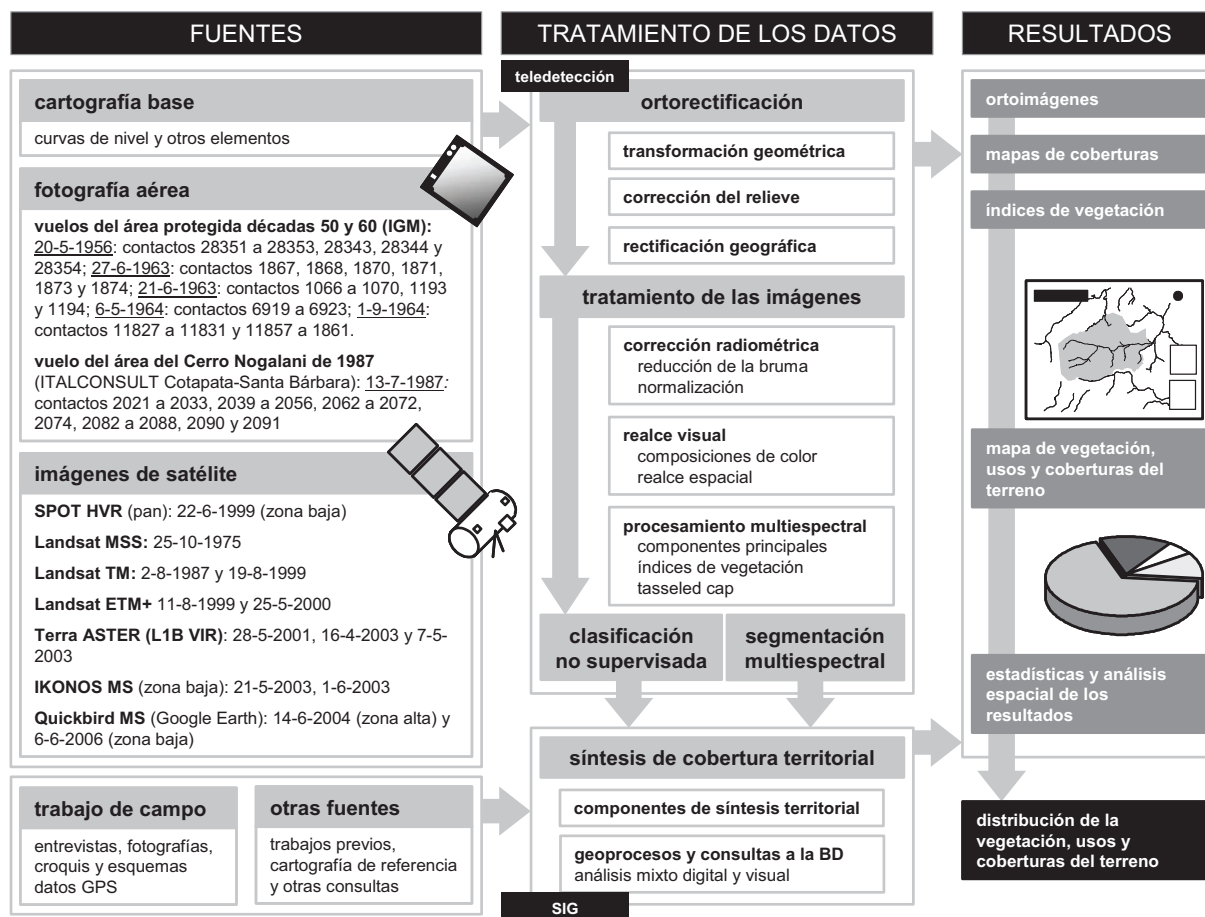 FUENTES
cartografía base
curvas de nivel y otros elementos
fotografía aérea
vuelos del área protegida décadas 50 y 60 (IGM):
20-5-1956: contactos 28351 a 28353, 28343, 28344 y
28354; 27-6-1963: contactos 1867, 1868, 1870, 1871,
1873 y 1874; 21-6-1963: contactos 1066 a 1070, 1193
y 1194; 6-5-1964: contactos 6919 a 6923; 1-9-1964:
contactos 11827 a 11831 y 11857 a 1861.
vuelo del área del Cerro Nogalani de 1987
(ITALCONSULT Cotapata-Santa Bárbara): 13-7-1987:
contactos 2021 a 2033, 2039 a 2056, 2062 a 2072,
2074, 2082 a 2088, 2090 y 2091
imágenes de satélite
SPOT HVR (pan): 22-6-1999 (zona baja)
Landsat MSS: 25-10-1975
Landsat TM: 2-8-1987 y 19-8-1999
Landsat ETM+ 11-8-1999 y 25-5-2000
Terra ASTER (L1B VIR): 28-5-2001, 16-4-2003 y 7-5-
2003
IKONOS MS (zona baja): 21-5-2003, 1-6-2003
Quickbird MS (Google Earth): 14-6-2004 (zona alta) y
6-6-2006 (zona baja)
trabajo de campo
entrevistas, fotografías,
croquis y esquemas
datos GPS
otras fuentes
trabajos previos,
cartografía de referencia
y otras consultas
TRATAMIENTO DE LOS DATOS
teledetección
ortorectificación
transformación geométrica
corrección del relieve
rectificación geográfica
tratamiento de las imágenes
corrección radiométrica
reducción de la bruma
normalización
realce visual
composiciones de color
realce espacial
procesamiento multiespectral
componentes principales
índices de vegetación
tasseled cap
clasificación
no supervisada
segmentación
multiespectral
síntesis de cobertura territorial
componentes de síntesis territorial
geoprocesos y consultas a la BD
análisis mixto digital y visual
SIG
RESULTADOS
ortoimágenes
mapas de coberturas
índices de vegetación
mapa de vegetación,
usos y coberturas del
terreno
estadísticas y análisis
espacial de los
resultados
distribución de la
vegetación, usos y
coberturas del terreno